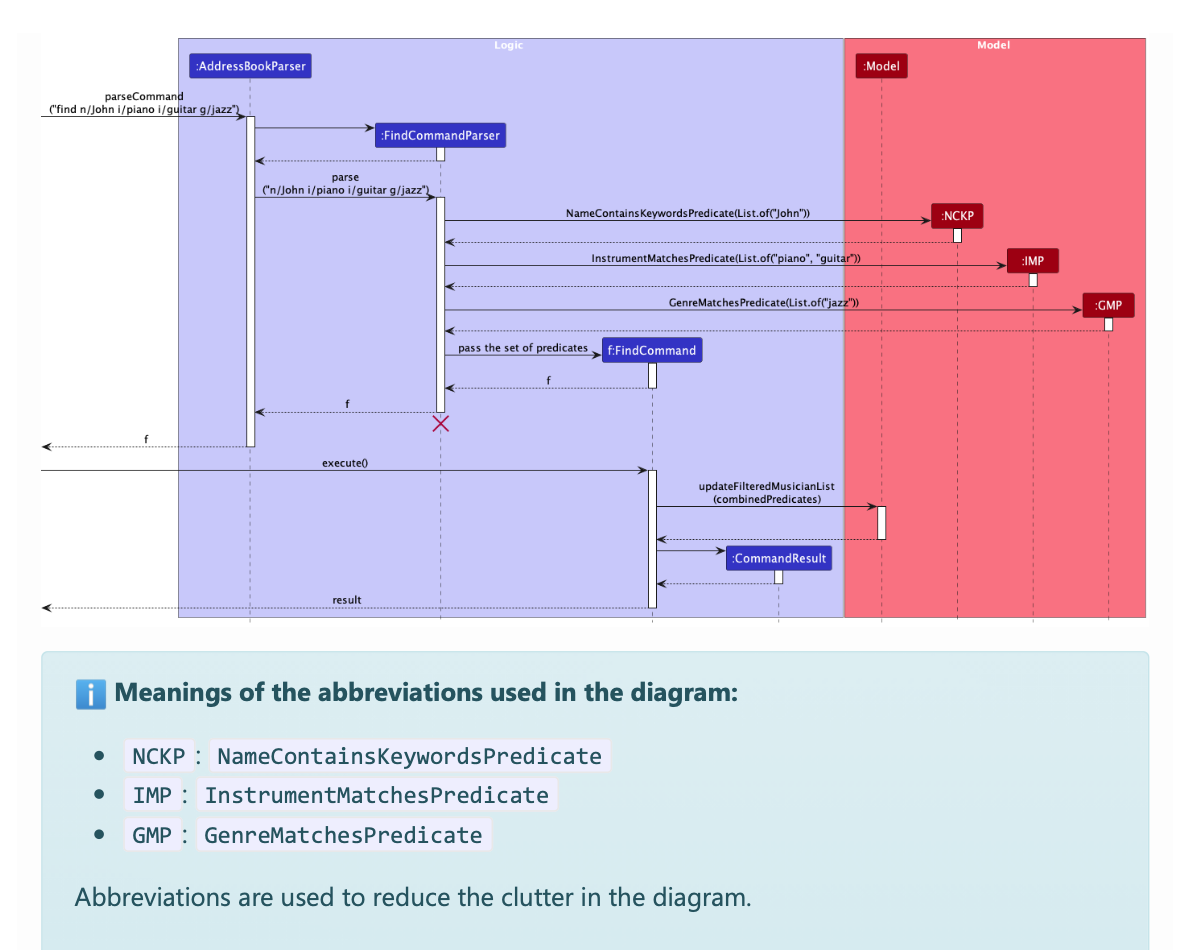 Logic
Model
:AddressBookParser
:Model
parseCommand
("find n/John i/piano i/guitar g/jazz")
:FindCommandParser
parse
("n/John i/piano i/guitar g/jazz")
NameContainsKeywordsPredicate(List.of("John"))
:NCKP
InstrumentMatchesPredicate(List.of("piano", "guitar"))
:IMP
GenreMatchesPredicate(List.of("jazz"))
:GMP
pass the set of predicates
f:FindCommand
f
f
f
execute()
updateFilteredMusicianList
(combinedPredicates)
:CommandResult
result
i Meanings of the abbreviations used in the diagram:
NCKP : NameContainsKeywordsPredicate
IMP : InstrumentMatchesPredicate
GMP : GenreMatchesPredicate
Abbreviations are used to reduce the clutter in the diagram.